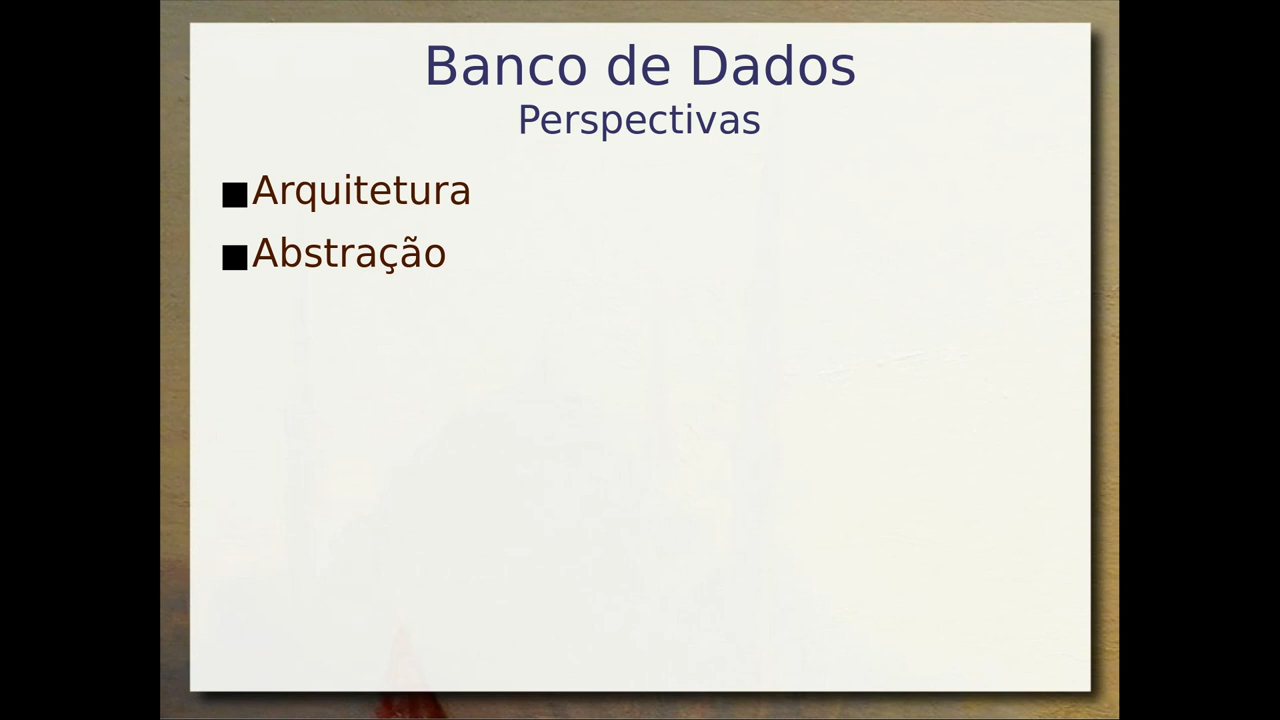 Banco de Dados
Perspectivas
■Arquitetura
■Abstração